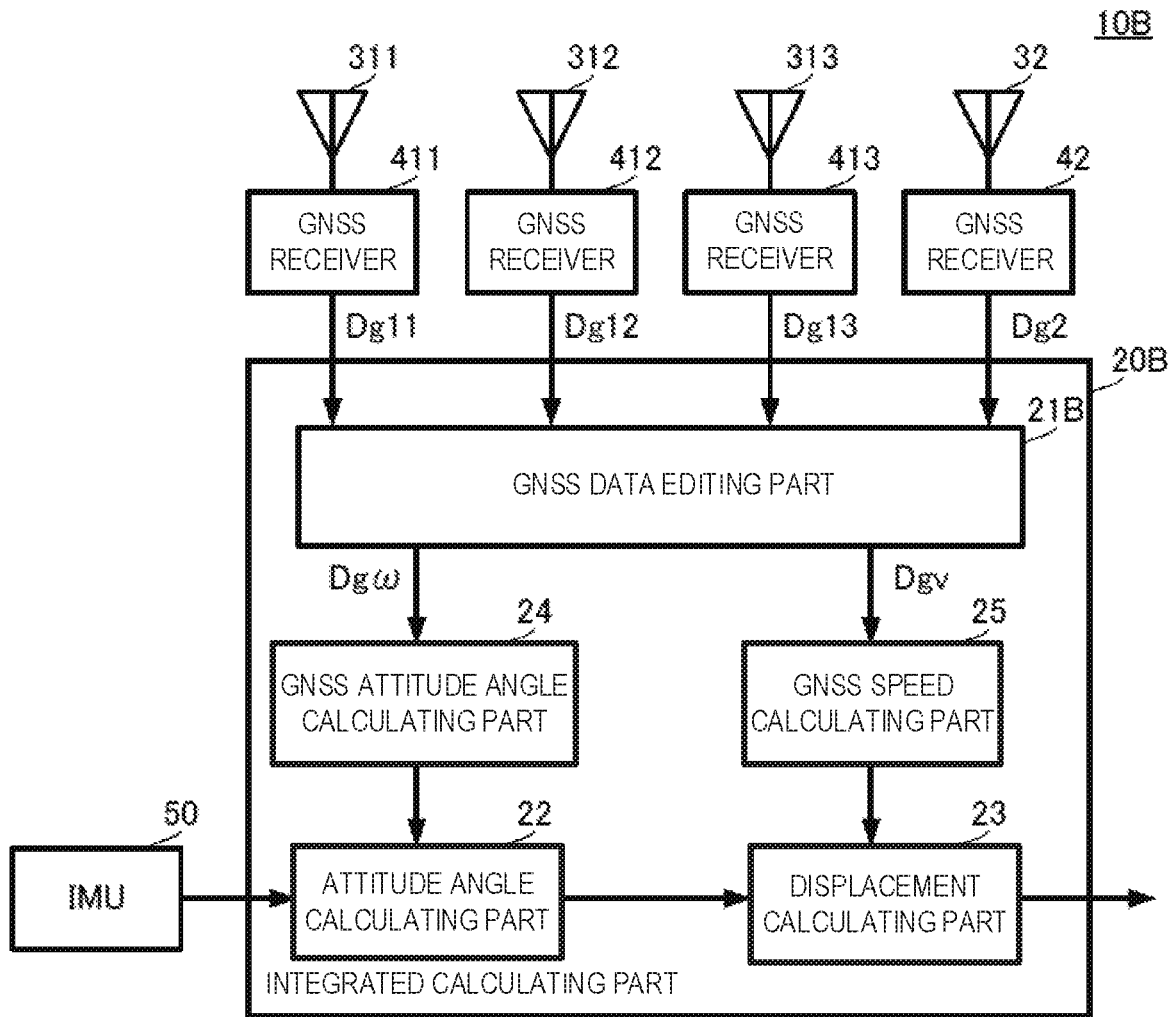 10B
311
312
313
32
411
412
413
42
GNSS
RECEIVER
GNSS
RECEIVER
GNSS
RECEIVER
GNSS
RECEIVER
Dg11
Dg12
Dg13
Dg2
20B
21B
GNSS DATA EDITING PART
Dgω
Dgv
24
25
GNSS ATTITUDE ANGLE
CALCULATING PART
GNSS SPEED
CALCULATING PART
50
22
23
IMU
ATTITUDE ANGLE
CALCULATING PART
DISPLACEMENT
CALCULATING PART
INTEGRATED CALCULATING PART